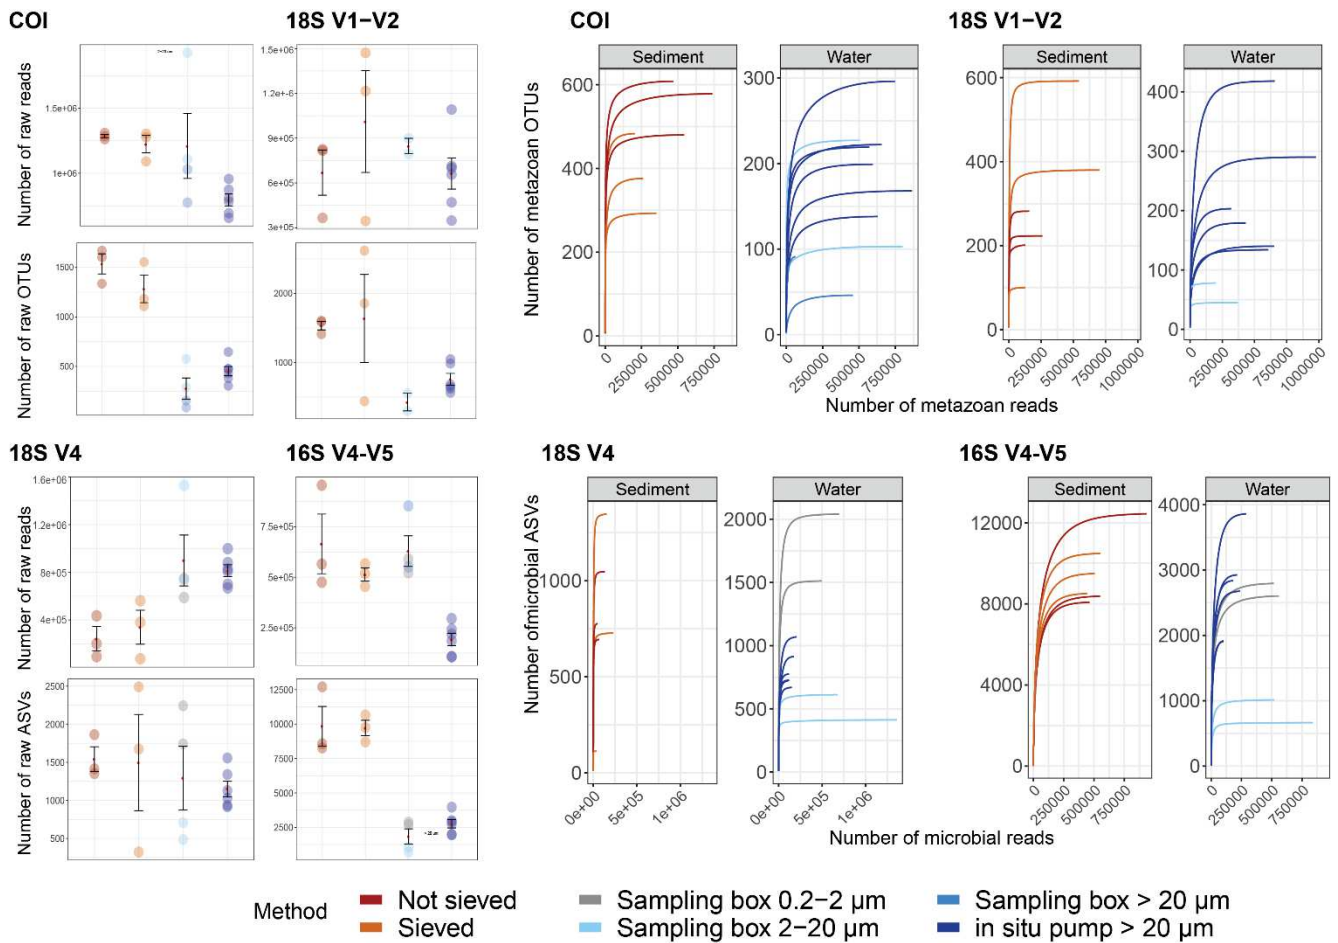 COI
18S V1−V2
COI
18S V1−V2
Number of raw reads
1.5e+06
1e+06
1.5e+06
1.2e+06
9e+05
6e+05
3e+05
Number of raw OTUs
1500
1000
500
2000
1000
Number of metazoan OTUs
Sediment
Water
600
400
200
0
300
200
100
0
0
250000
500000
750000
0
250000
500000
750000
Sediment
Water
600
400
200
0
400
300
200
100
0
0
250000
500000
750000
1000000
0
250000
500000
750000
1000000
Number of metazoan reads
18S V4
16S V4-V5
18S V4
16S V4-V5
Number of raw reads
1.6e+06
1.2e+06
8e+05
4e+05
7.5e+05
5e+05
2.5e+05
Number of raw ASVs
2500
2000
1500
1000
500
12500
10000
7500
5000
2500
Number ofmicrobial ASVs
Sediment
Water
1000
500
0
2000
1500
1000
500
0
0e+00
5e+05
1e+06
0e+00
5e+05
1e+06
Sediment
Water
12000
8000
4000
0
4000
3000
2000
1000
0
0
250000
500000
750000
0
250000
500000
750000
Number of microbial reads
Method
Not sieved
Sampling box 0.2−2 µm
Sampling box > 20 µm
Sieved
Sampling box 2−20 µm
in situ pump > 20 µm